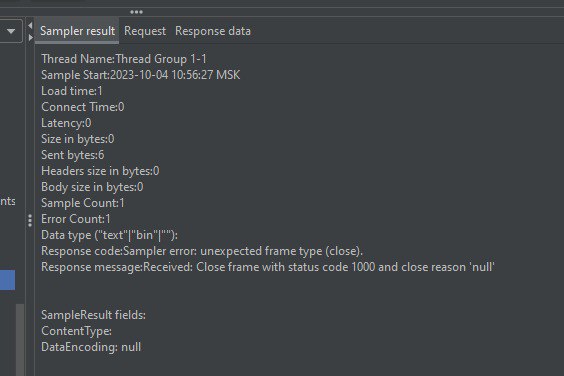 Sampler result Request Response data
Thread Name:Thread Group 1-1
Sample Start:2023-10-04 10:56:27 MSK
Load time:1
Connect Time:0
Latency:0
Size in bytes:0
Sent bytes:6
Headers size in bytes:0
Body size in bytes:0
Sample Count:1
Error Count:1
Data type ("text"|"bin"|""):
Response code:Sampler error: unexpected frame type (close).
Response message:Received: Close frame with status code 1000 and close reason 'null'
SampleResult fields:
ContentType:
DataEncoding: null
nts